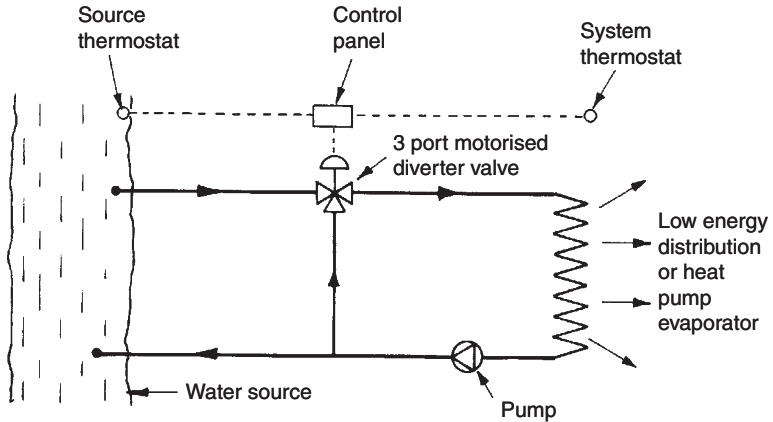 Source
thermostat
Control
panel
System
thermostat
3 port motorised
diverter valve
Low energy
distribution
or heat
pump
evaporator
Water source
Pump